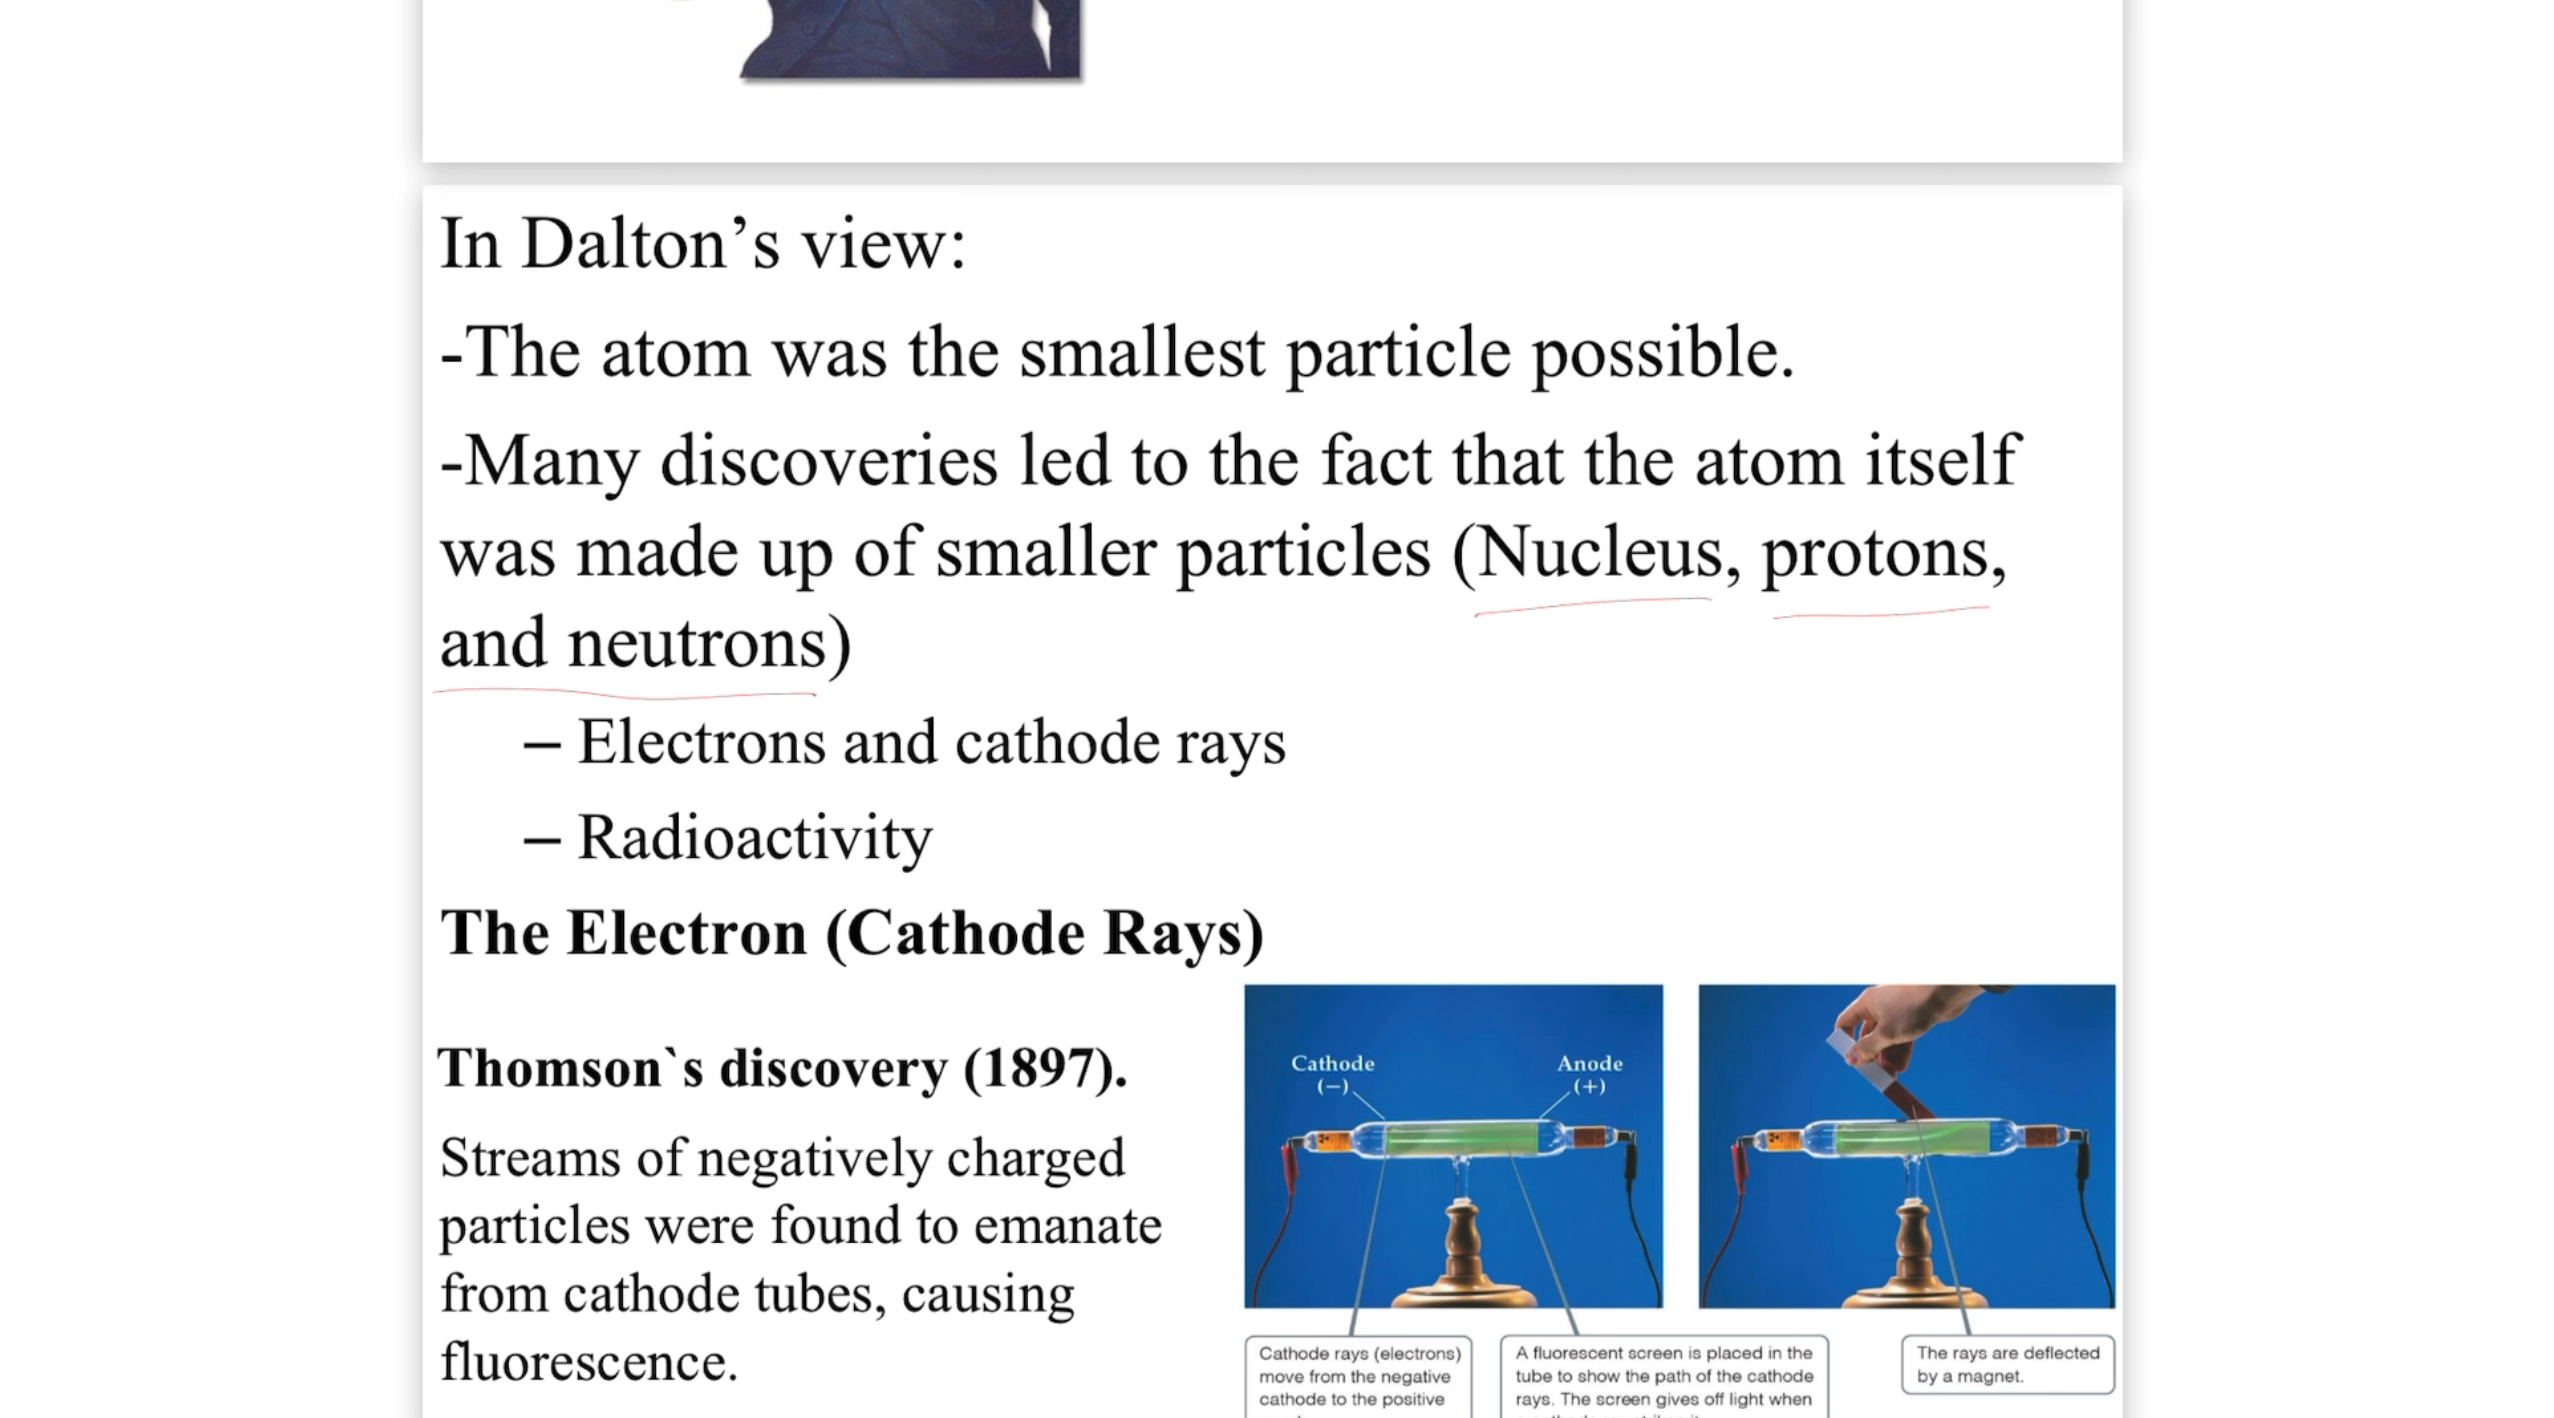 In Dalton’s view:
-The atom was the smallest particle possible.
-Many discoveries led to the fact that the atom itself
was made up of smaller particles (Nucleus, protons,
and neutrons)
– Electrons and cathode rays
– Radioactivity
The Electron (Cathode Rays)
Thomson`s discovery (1897).
Streams of negatively charged
particles were found to emanate
from cathode tubes, causing
fluorescence.
Cathode
(−)
Anode
(+)
Cathode rays (electrons)
move from the negative
cathode to the positive
A fluorescent screen is placed in the
tube to show the path of the cathode
rays. The screen gives off light when
The rays are deflected
by a magnet.